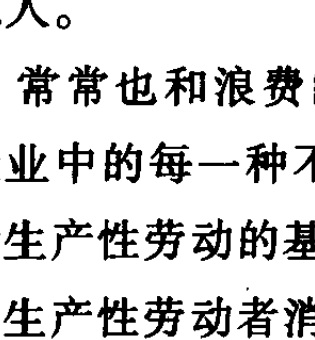 人。
常常也和浪费
业中的每一种不
生产性劳动的基
生产性劳动者消